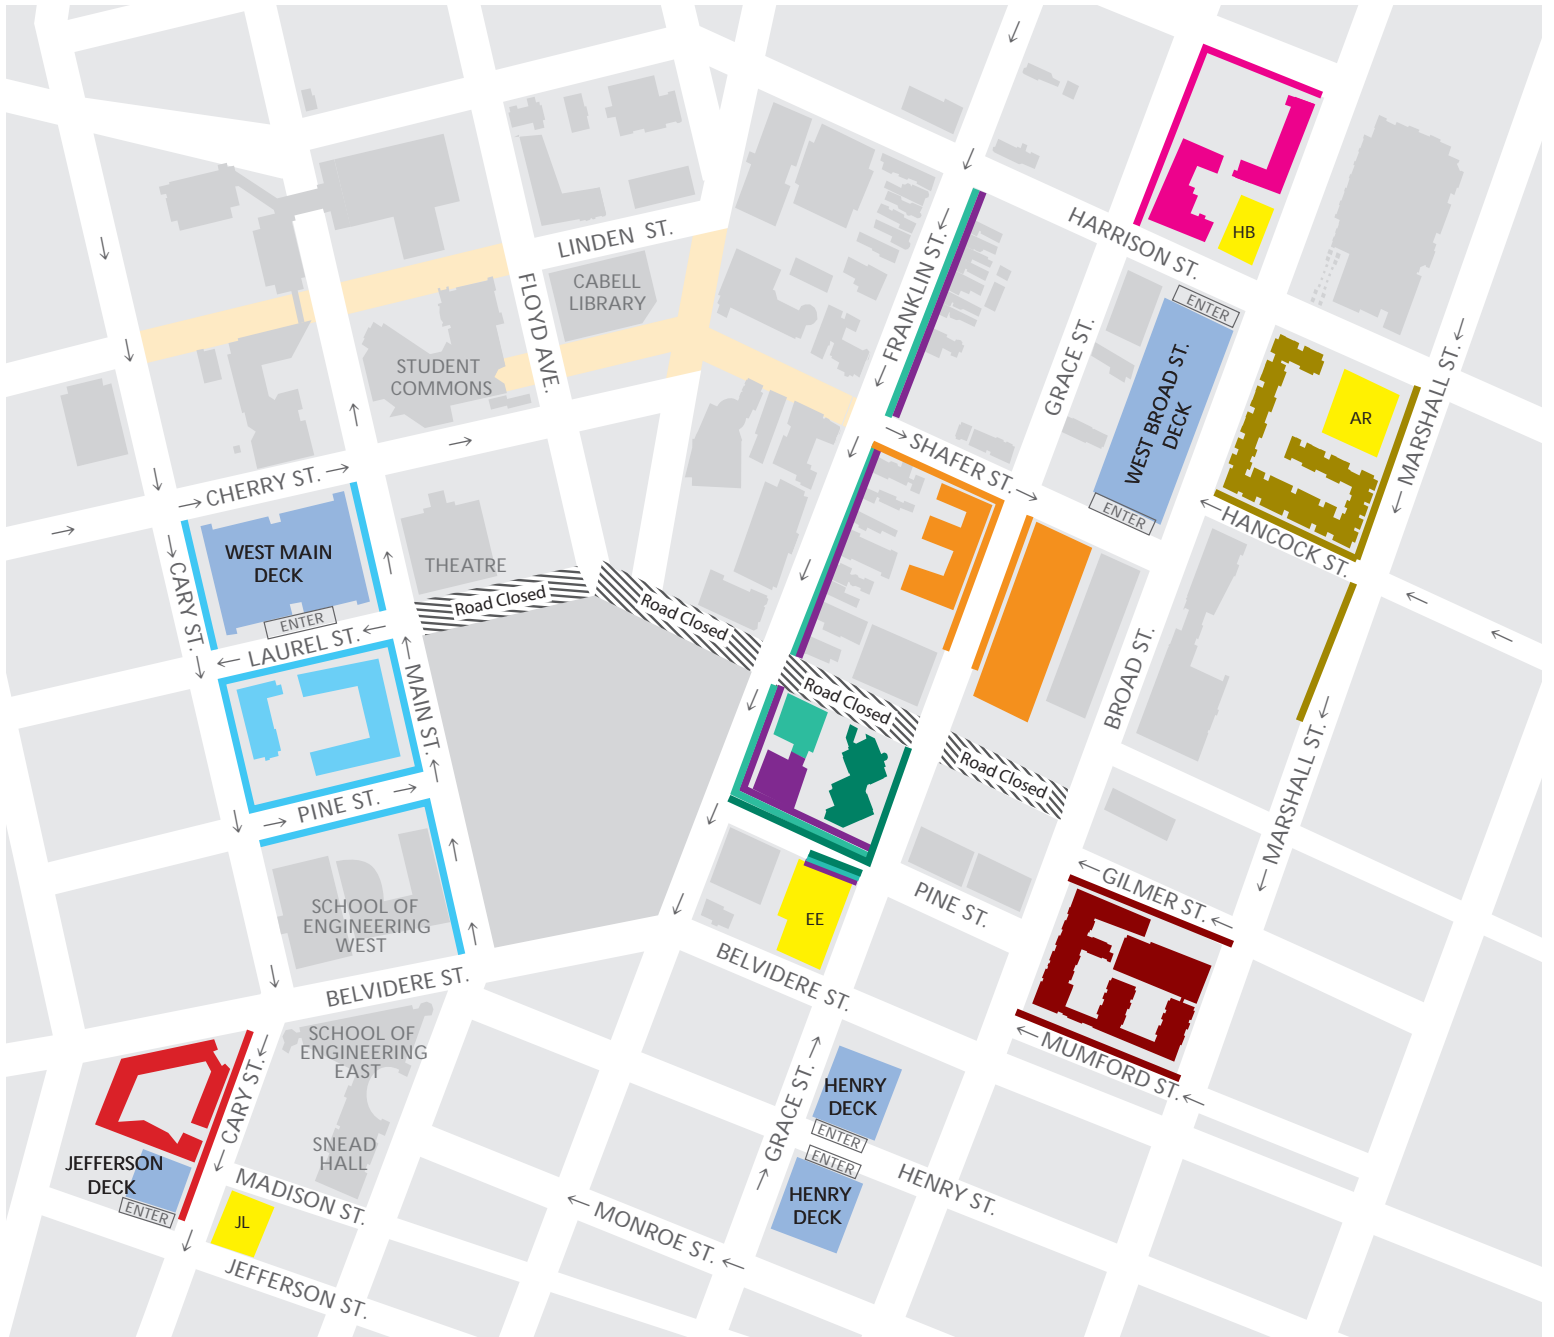 HARRISON ST.
HB
LINDEN ST.
CABELL
LIBRARY
FLOYD AVE.
FRANKLIN ST.
GRACE ST.
ENTER
WEST BROAD ST.
DECK
ENTER
MARSHALL ST.
AR
STUDENT
COMMONS
SHAFER ST.
CHERRY ST.
HANCOCK ST.
WEST MAIN
DECK
ENTER
THEATRE
CARY ST.
LAUREL ST.
Road Closed
Road Closed
Road Closed
Road Closed
MAIN ST.
BROAD ST.
MARSHALL ST.
PINE ST.
GILMER ST.
PINE ST.
EE
SCHOOL OF
ENGINEERING
WEST
BELVIDERE ST.
BELVIDERE ST.
SCHOOL OF
ENGINEERING
EAST
MUMFORD ST.
CARY ST.
GRACE ST.
HENRY
DECK
ENTER
ENTER
HENRY
DECK
HENRY ST.
SNEAD
HALL
JEFFERSON
DECK
ENTER
MADISON ST.
JL
MONROE ST.
JEFFERSON ST.